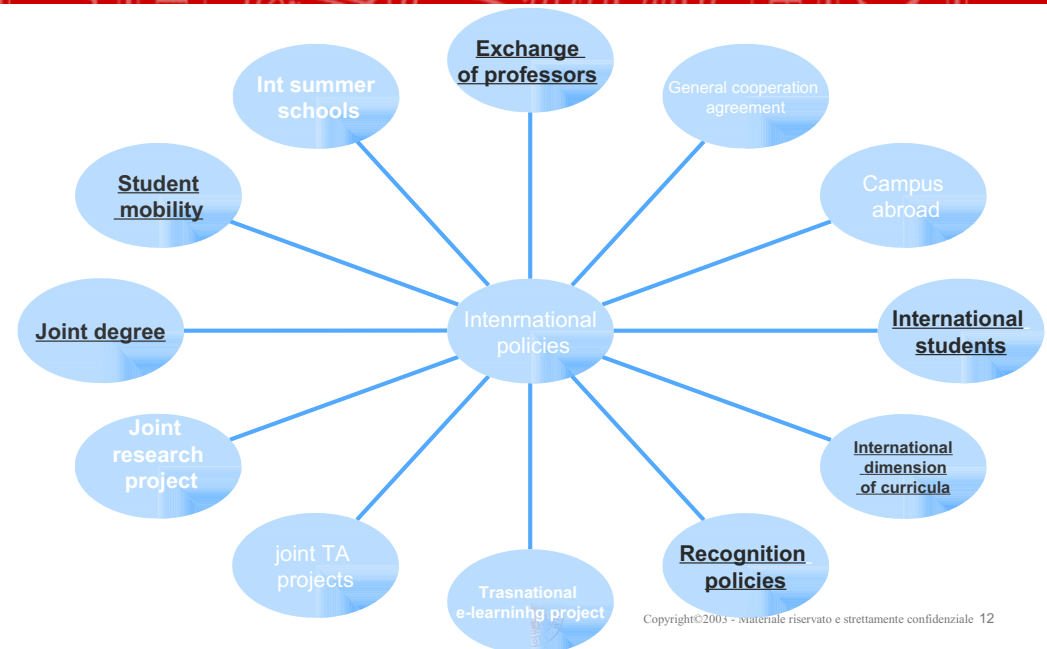 Exchange
of professors
General cooperation
agreement
Campus
abroad
International
students
International
dimension
of curricula
Recognition
policies
Trasnational
e-learninhg project
joint TA
projects
Joint
research
project
Joint degree
Student
mobility
Int summer
schools
Intenrnational
policies
Copyright©2003 - Materiale riservato e strettamente confidenziale 12